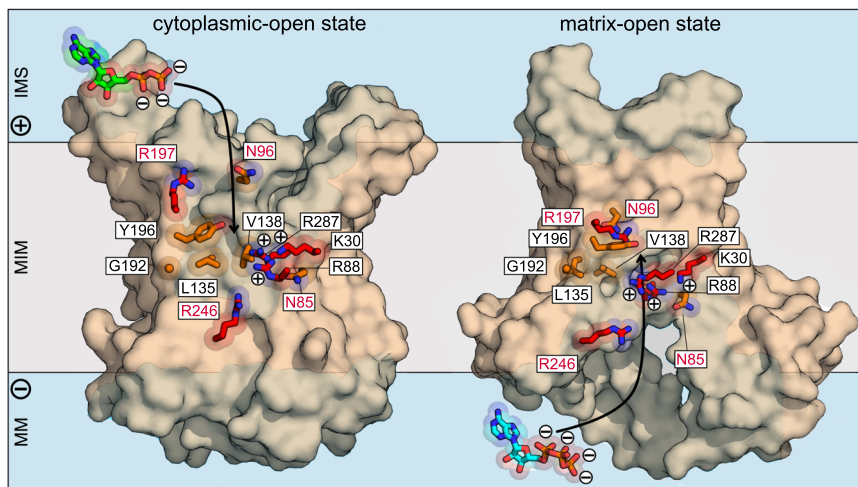 cytoplasmic-open state
matrix-open state
IMS
MIM
MM
R197
N96
Y196
V138
R287
K30
G192
R88
L135
N85
R246
R197
N96
Y196
V138
R287
K30
G192
R88
L135
R246
N85